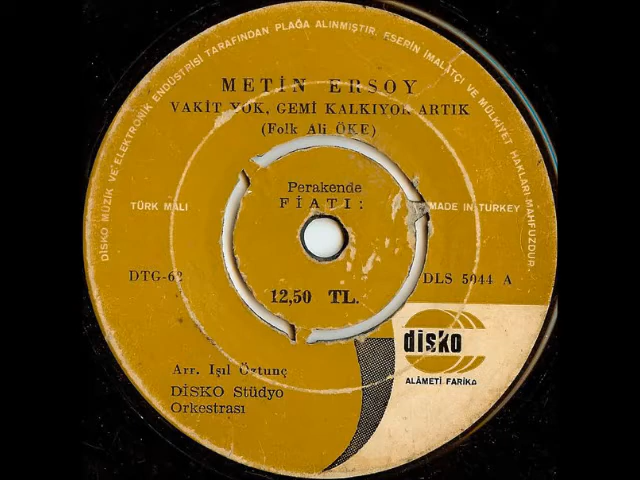 DİSKO MÜZİK VE ELEKTRONİK ENDÜSTRİSİ TARAFINDAN PLAĞA ALINMIŞTIR. ESERİN İMALATÇI VE MÜLKİYET HAKLARI MAHFUZDUR.
METİN ERSOY
VAKİT YOK, GEMİ KALKIYOR ARTIK
(Folk Ali ÖKE)
Perakende
FİATI:
TÜRK MALI
MADE IN TURKEY
DTG-62
DLS 5044 A
12,50 TL.
disko
ALÂMETİ FARİKA
Arr. Işıl Öztunç
DİSKO Stüdyo
Orkestrası